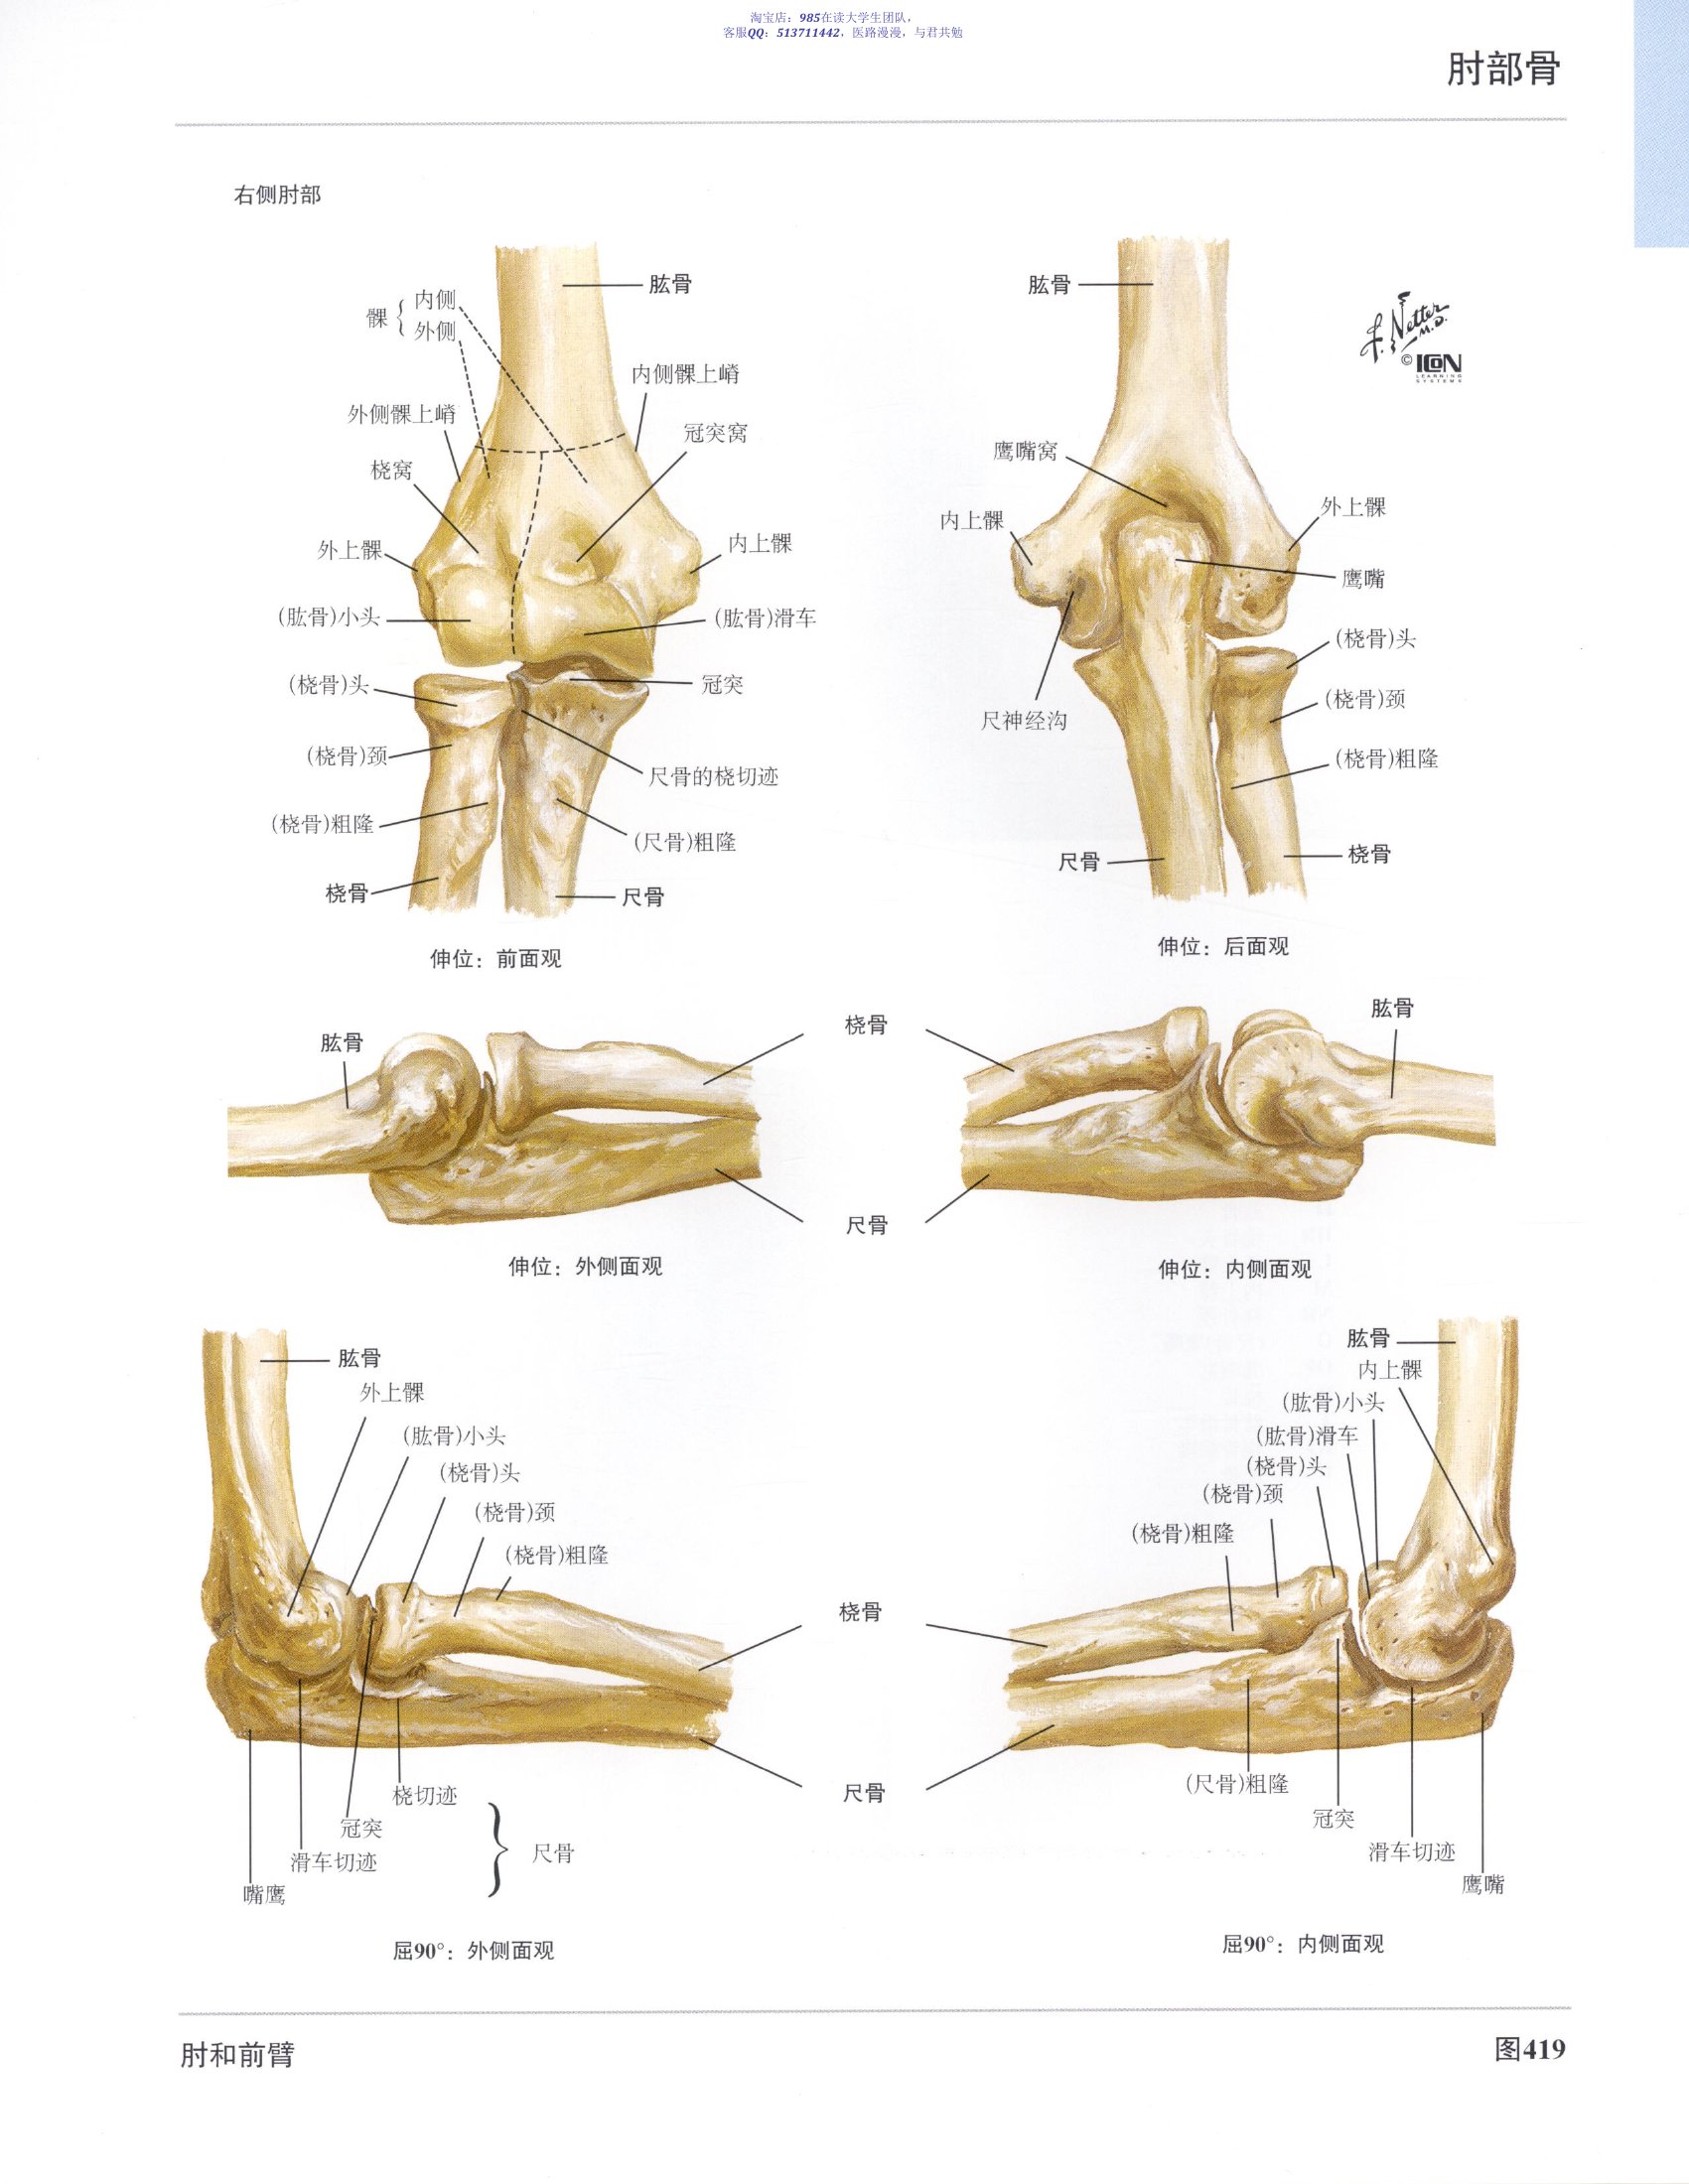 淘宝店：985在读大学生团队，
客服QQ：513711442，医路漫漫，与君共勉
肘部骨
右侧肘部
肱骨
髁{内侧
外侧
内侧髁上嵴
外侧髁上嵴
冠突窝
桡窝
外上髁
内上髁
(肱骨)小头
(肱骨)滑车
(桡骨)头
冠突
(桡骨)颈
尺骨的桡切迹
(桡骨)粗隆
(尺骨)粗隆
桡骨
尺骨
伸位：前面观
肱骨
F. Netter
M.D.
© ICON
LEARNING
SYSTEMS
鹰嘴窝
内上髁
外上髁
鹰嘴
(桡骨)头
(桡骨)颈
尺神经沟
(桡骨)粗隆
尺骨
桡骨
伸位：后面观
肱骨
桡骨
肱骨
尺骨
伸位：外侧面观
伸位：内侧面观
肱骨
外上髁
(肱骨)小头
(桡骨)头
(桡骨)颈
(桡骨)粗隆
桡骨
尺骨
桡切迹
冠突
滑车切迹
嘴鹰
} 尺骨
屈90°：外侧面观
肱骨
内上髁
(肱骨)小头
(肱骨)滑车
(桡骨)头
(桡骨)颈
(桡骨)粗隆
(尺骨)粗隆
冠突
滑车切迹
鹰嘴
屈90°：内侧面观
肘和前臂
图419